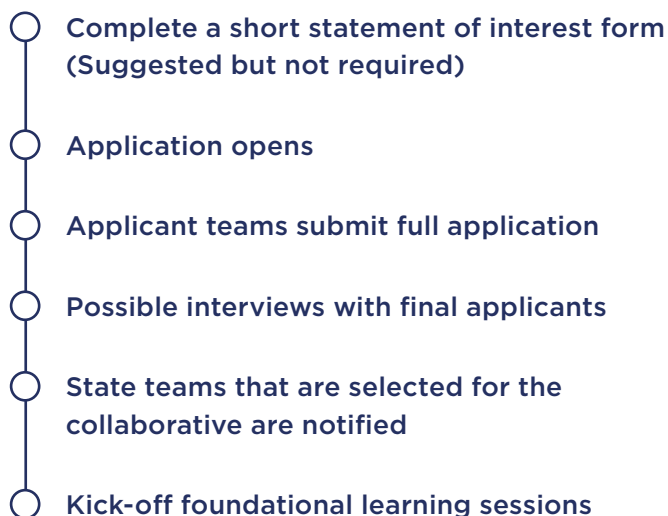 Complete a short statement of interest form
(Suggested but not required)
Application opens
Applicant teams submit full application
Possible interviews with final applicants
State teams that are selected for the
collaborative are notified
Kick-off foundational learning sessions